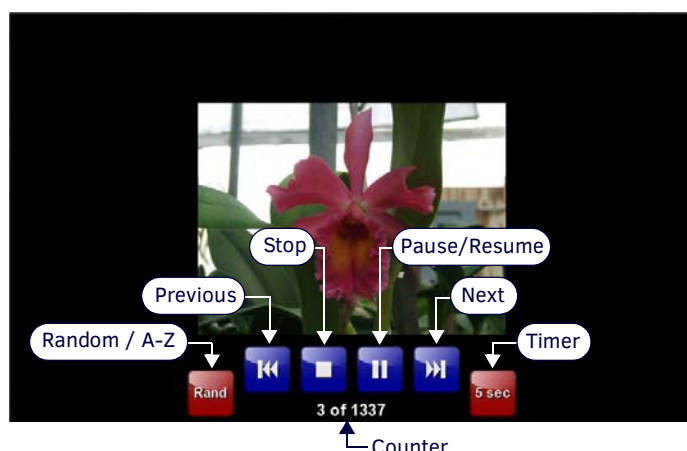 Stop
Pause/Resume
Previous
Next
Random / A-Z
Timer
Rand
5 sec
3 of 1337
Counter